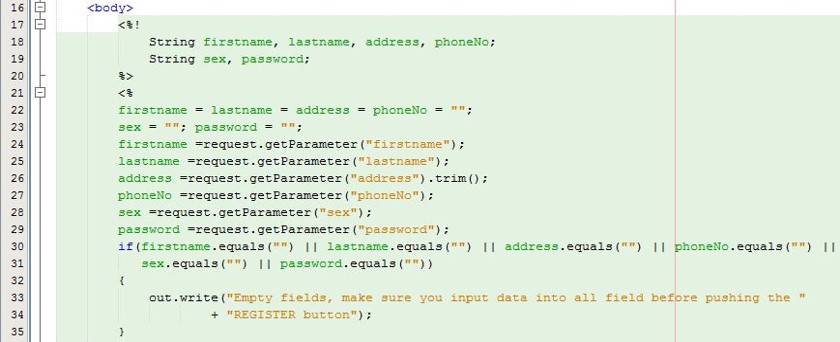 16 <body>
17 <%!
18 String firstname, lastname, address, phoneNo;
19 String sex, password;
20 %>
21 <%
22 firstname = lastname = address = phoneNo = "";
23 sex = ""; password = "";
24 firstname =request.getParameter("firstname");
25 lastname =request.getParameter("lastname");
26 address =request.getParameter("address").trim();
27 phoneNo =request.getParameter("phoneNo");
28 sex =request.getParameter("sex");
29 password =request.getParameter("password");
30 if(firstname.equals("") || lastname.equals("") || address.equals("") || phoneNo.equals("") ||
31 sex.equals("") || password.equals(""))
32 {
33 out.write("Empty fields, make sure you input data into all field before pushing the "
34 + "REGISTER button");
35 }